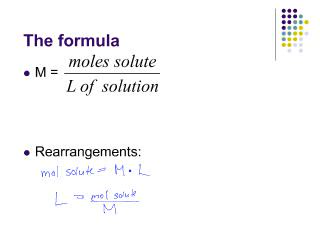 The formula
M = moles solute / L of solution
Rearrangements:
mol solute = M • L
L = mol solute / M